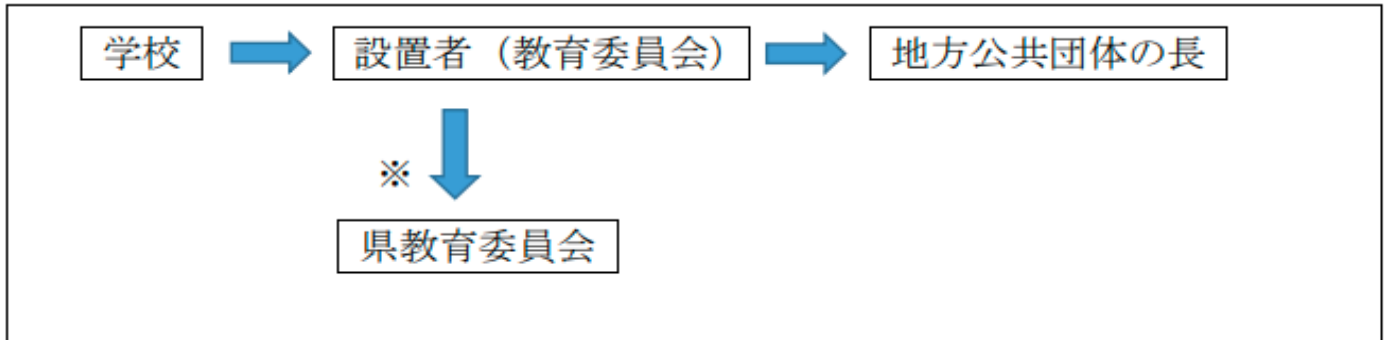 学校
設置者（教育委員会）
地方公共団体の長
※
県教育委員会